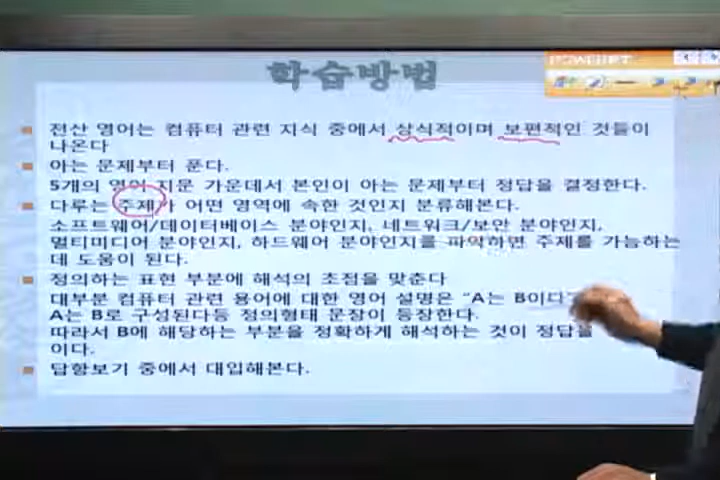 학습방법
전산 영어는 컴퓨터 관련 지식 중에서 상식적이며 보편적인 것들이
나온다
아는 문제부터 푼다.
5개의 영어 지문 가운데서 본인이 아는 문제부터 정답을 결정한다.
다루는 주제가 어떤 영역에 속한 것인지 분류해본다.
소프트웨어/데이터베이스 분야인지, 네트워크/보안 분야인지,
멀티미디어 분야인지, 하드웨어 분야인지를 파악하면 주제를 가능하는
데 도움이 된다.
정의하는 표현 부분에 해석의 초점을 맞춘다
대부분 컴퓨터 관련 용어에 대한 영어 설명은 "A는 B이다"
A는 B로 구성된다등 정의형태 문장이 등장한다.
따라서 B에 해당하는 부분을 정확하게 해석하는 것이 정답을
이다.
답항보기 중에서 대입해본다.